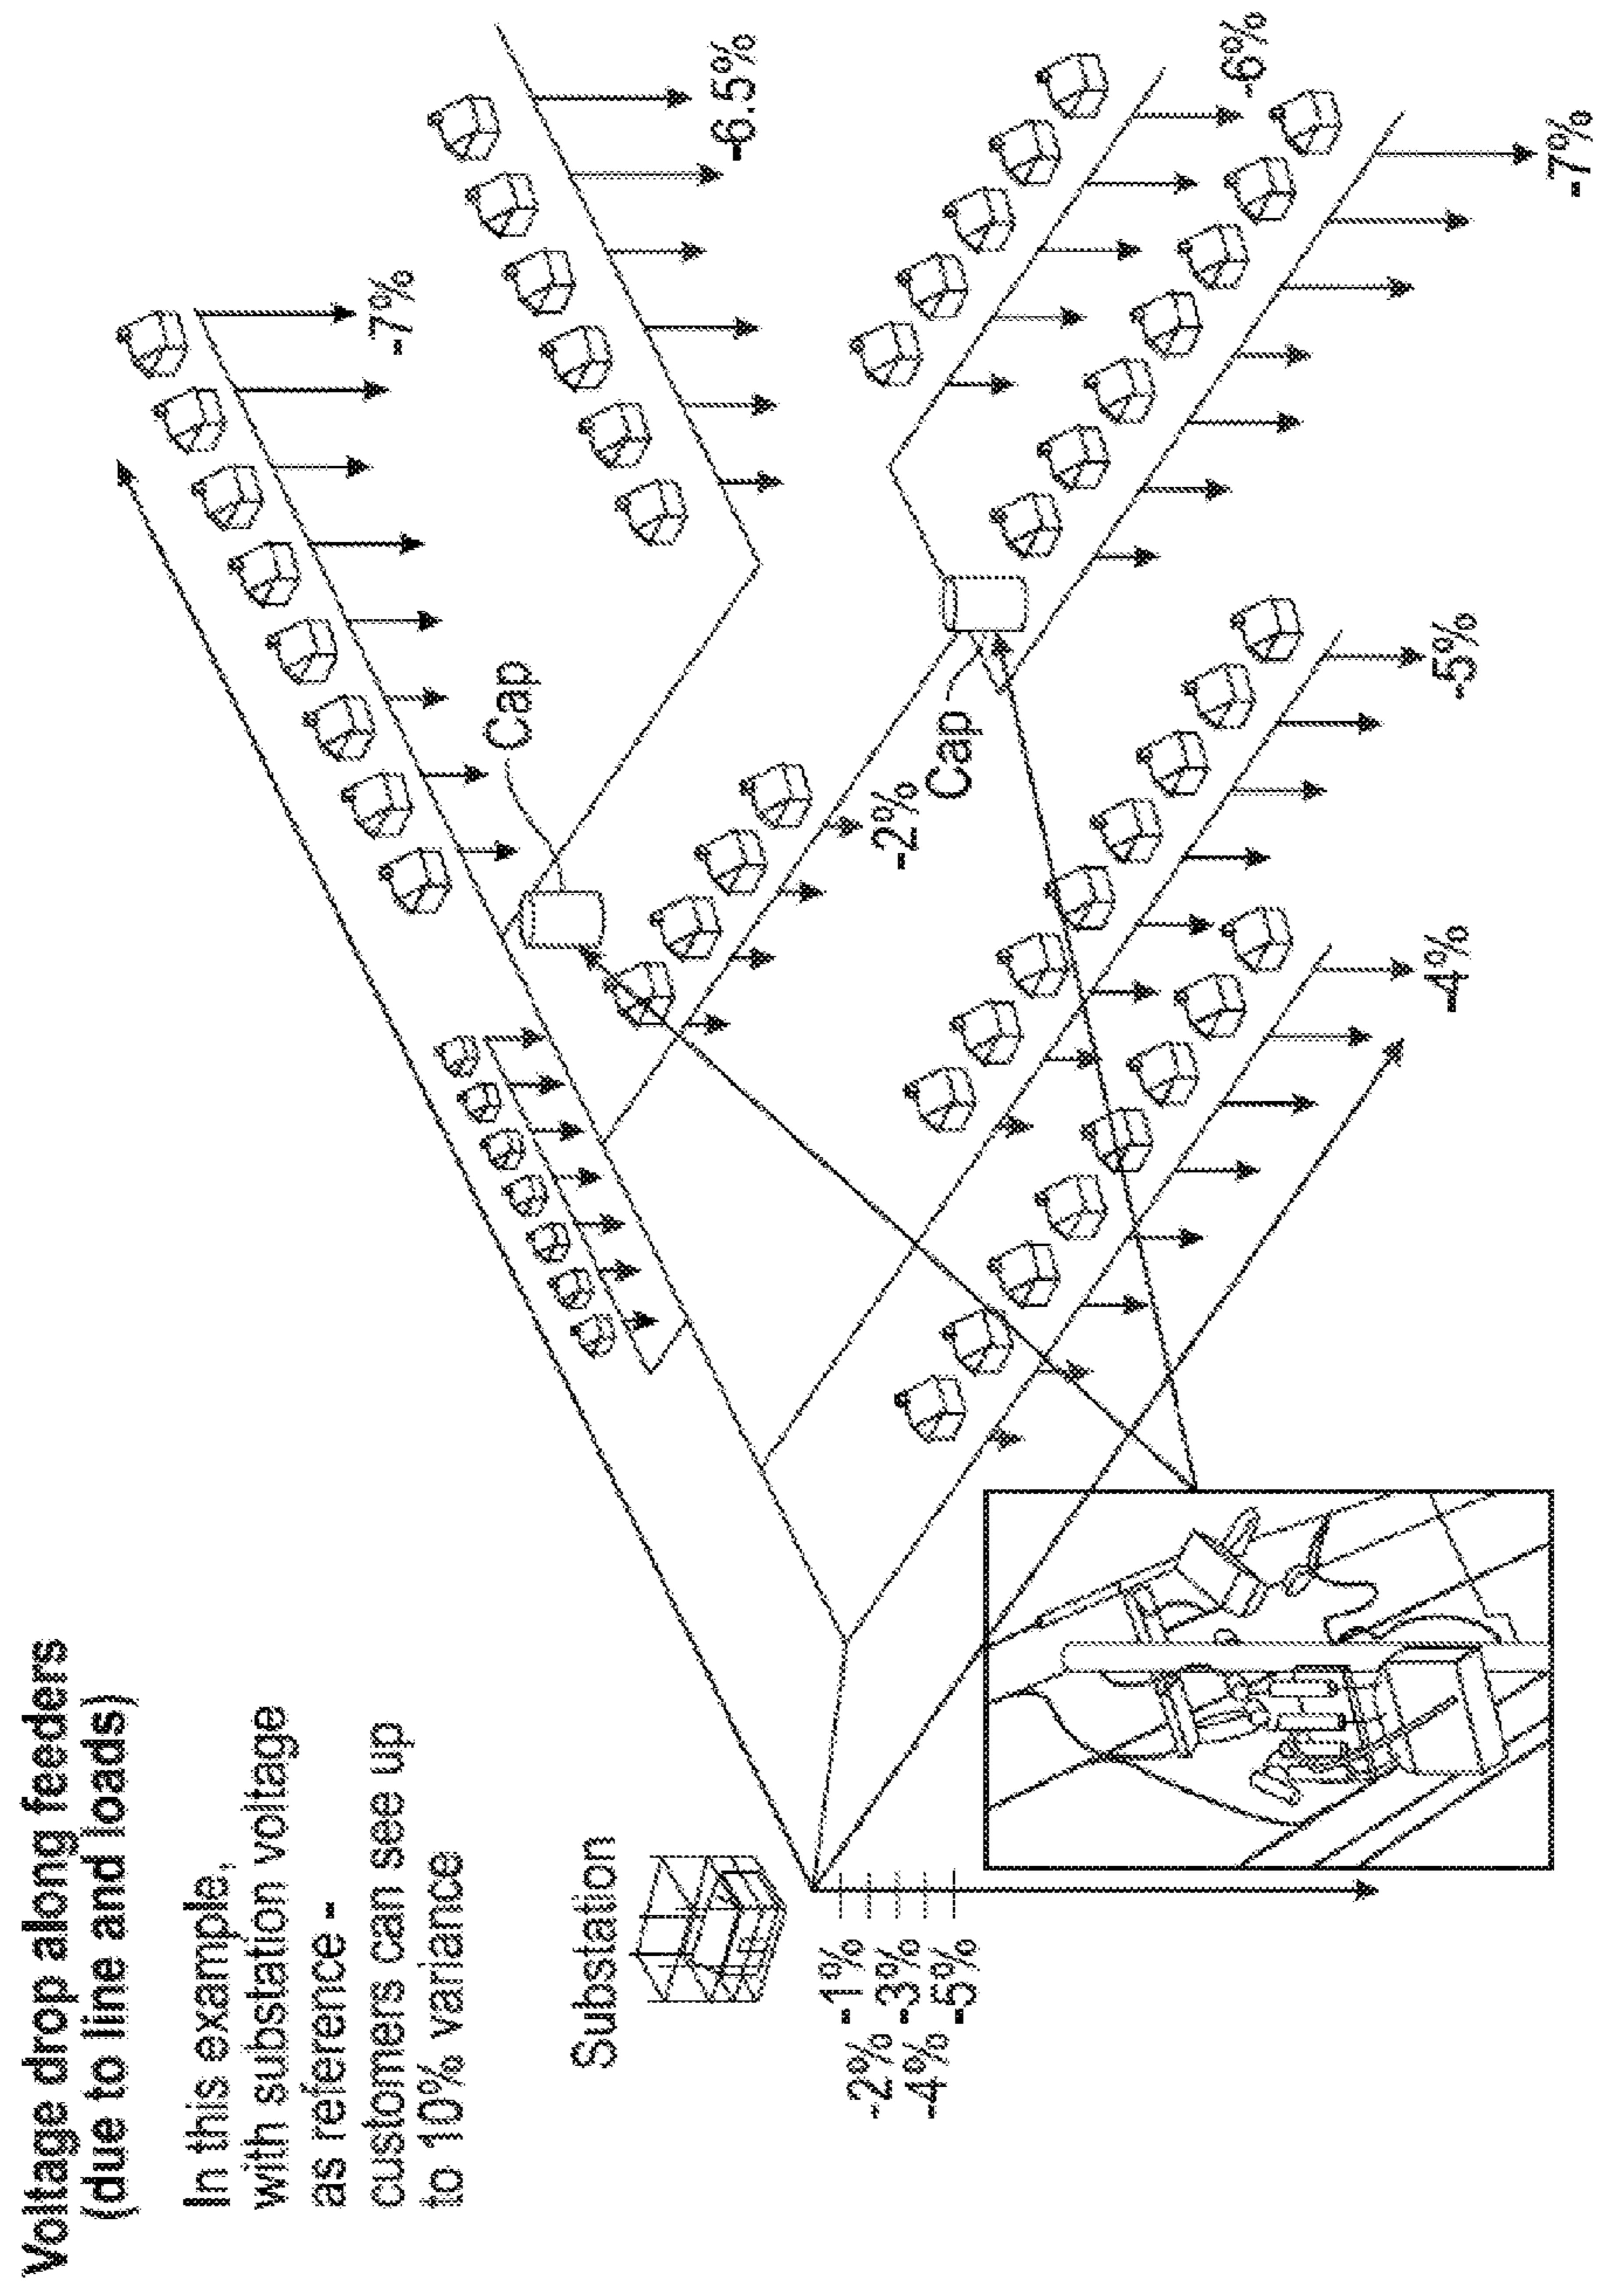 Voltage drop along feeders
(due to line and loads)
In this example,
with substation voltage
as reference -
customers can see up
to 10% variance
Substation
-1%
-2%
-3%
-4%
-5%
Cap
Cap
-7%
-6.5%
-2%
-6%
-7%
-5%
-4%